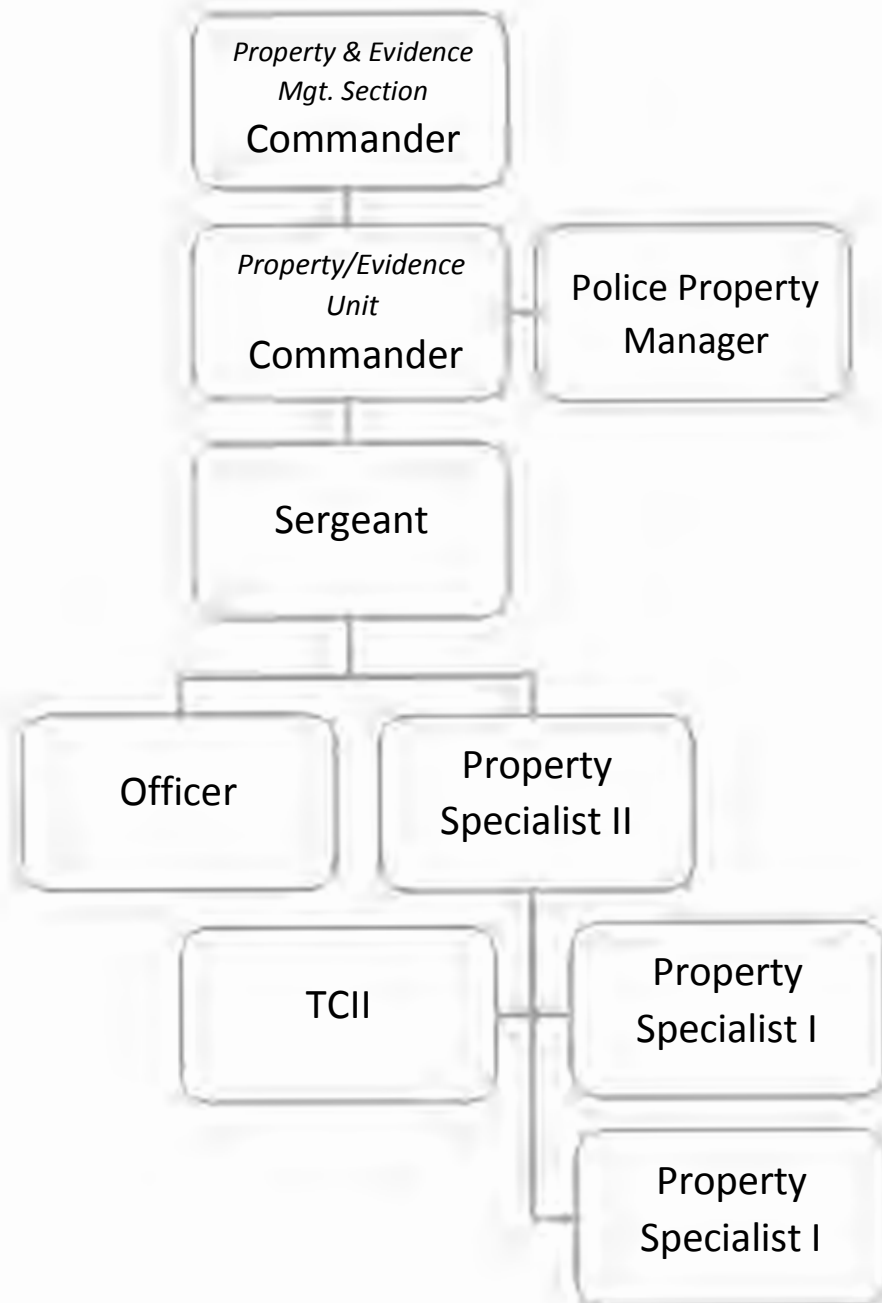 Property & Evidence
Mgt. Section
Commander
Property/Evidence
Unit
Commander
Police Property
Manager
Sergeant
Officer
Property
Specialist II
TCII
Property
Specialist I
Property
Specialist I